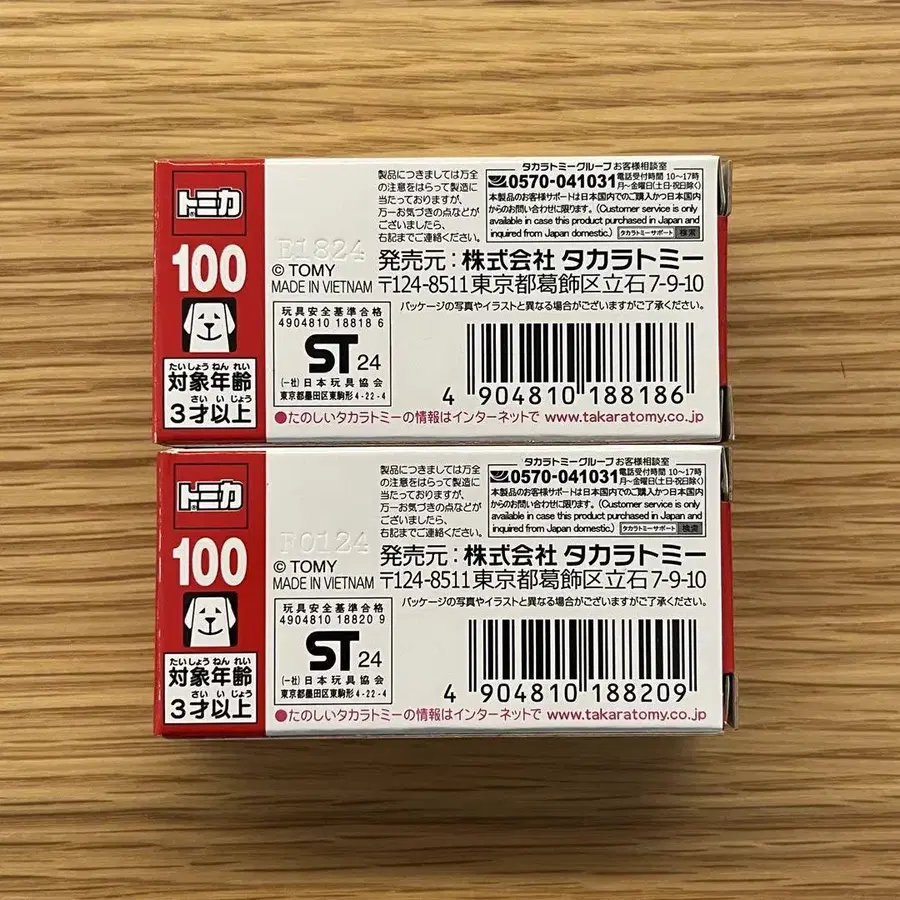 トミカ
100
たいしょうねんれい
対象年齢
さいいじょう
3才以上
製品につきましては万全
の注意をはらって製造に
当たっておりますが、
万一お気づきの点などが
ございましたら、
右記までご連絡ください。
タカラトミーグループ お客様相談室
0570-041031 電話受付時間 10〜17時
月〜金曜日(土・祝日除く)
本製品のお客様サポートは日本国内でのご購入かつ日本国内
からのお問い合わせに限ります。(Customer service is only
available in case this product purchased in Japan and
inquired from Japan domestic.) タカラトミーサポート 検索
E1824
© TOMY
MADE IN VIETNAM
発売元:株式会社 タカラトミー
〒124-8511 東京都葛飾区立石7-9-10
パッケージの写真やイラストと異なる場合がございますがご了承ください。
玩具安全基準合格
4904810 18818 6
ST 24
(一社)日本玩具協会
東京都墨田区東駒形4-22-4
4 904810 188186
●たのしいタカラトミーの情報はインターネットで www.takaratomy.co.jp
トミカ
100
たいしょうねんれい
対象年齢
さいいじょう
3才以上
製品につきましては万全
の注意をはらって製造に
当たっておりますが、
万一お気づきの点などが
ございましたら、
右記までご連絡ください。
タカラトミーグループ お客様相談室
0570-041031 電話受付時間 10〜17時
月〜金曜日(土・祝日除く)
本製品のお客様サポートは日本国内でのご購入かつ日本国内
からのお問い合わせに限ります。(Customer service is only
available in case this product purchased in Japan and
inquired from Japan domestic.) タカラトミーサポート 検索
F0124
© TOMY
MADE IN VIETNAM
発売元:株式会社 タカラトミー
〒124-8511 東京都葛飾区立石7-9-10
パッケージの写真やイラストと異なる場合がございますがご了承ください。
玩具安全基準合格
4904810 18820 9
ST 24
(一社)日本玩具協会
東京都墨田区東駒形4-22-4
4 904810 188209
●たのしいタカラトミーの情報はインターネットで www.takaratomy.co.jp